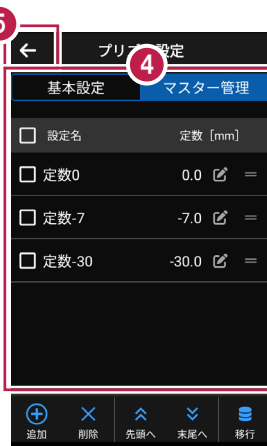 5
プリ 設定
4
基本設定 マスター管理
設定名 定数 [mm]
定数0 0.0
定数-7 -7.0
定数-30 -30.0
追加 削除 先頭へ 末尾へ 移行